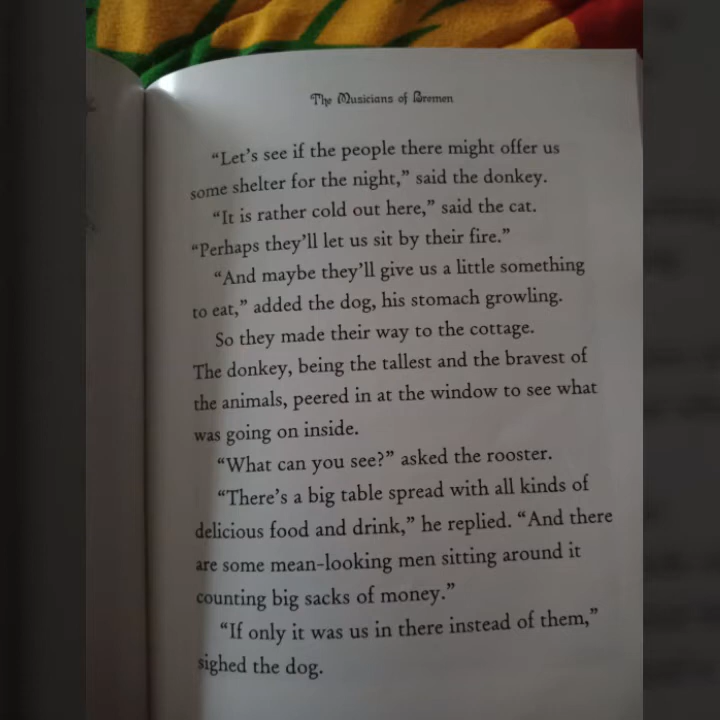 The Musicians of Bremen
“Let’s see if the people there might offer us
some shelter for the night,” said the donkey.
“It is rather cold out here,” said the cat.
“Perhaps they’ll let us sit by their fire.”
“And maybe they’ll give us a little something
to eat,” added the dog, his stomach growling.
So they made their way to the cottage.
The donkey, being the tallest and the bravest of
the animals, peered in at the window to see what
was going on inside.
“What can you see?” asked the rooster.
“There’s a big table spread with all kinds of
delicious food and drink,” he replied. “And there
are some mean-looking men sitting around it
counting big sacks of money.”
“If only it was us in there instead of them,”
sighed the dog.